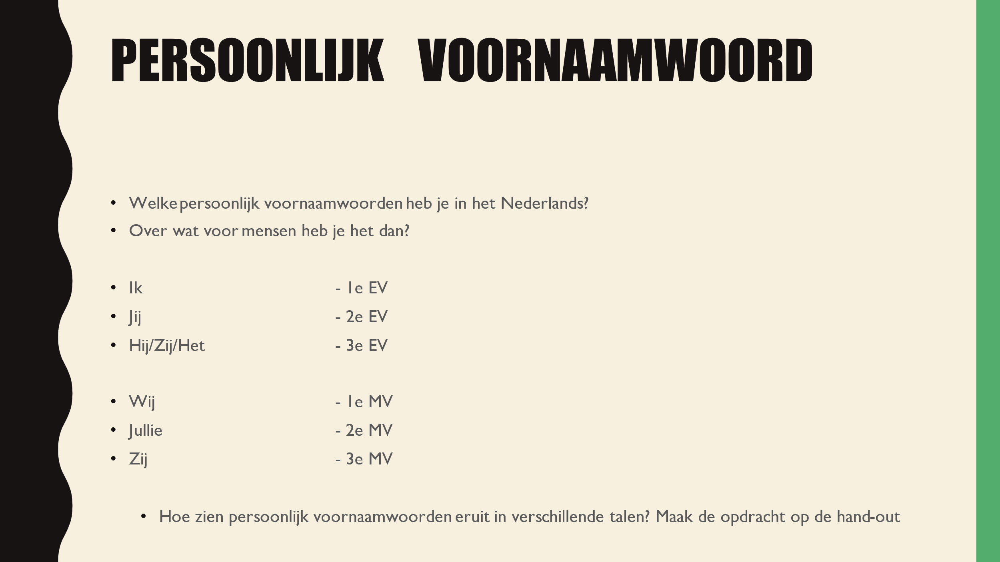 PERSOONLIJK VOORNAAMWOORD
• Welke persoonlijk voornaamwoorden heb je in het Nederlands?
• Over wat voor mensen heb je het dan?
• Ik - 1e EV
• Jij - 2e EV
• Hij/Zij/Het - 3e EV
• Wij - 1e MV
• Jullie - 2e MV
• Zij - 3e MV
• Hoe zien persoonlijk voornaamwoorden eruit in verschillende talen? Maak de opdracht op de hand-out